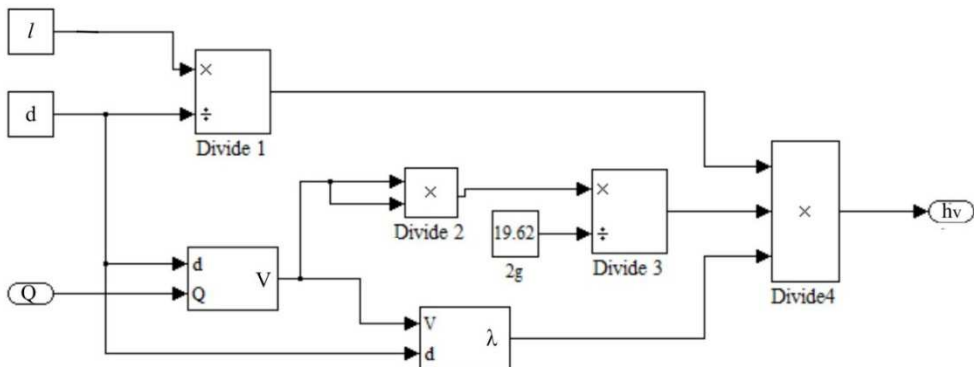 l
×
÷
Divide 1
d
×
Divide 2
19.62
2g
×
÷
Divide 3
×
Divide4
hv
d
Q
V
Q
V
d
λ